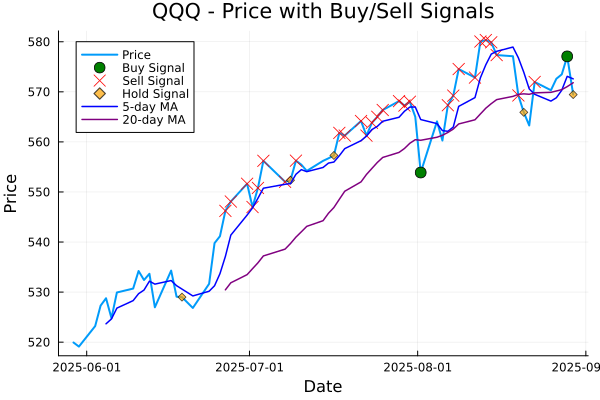 QQQ - Price with Buy/Sell Signals
580
570
560
550
540
530
520
Price
Price
Buy Signal
Sell Signal
Hold Signal
5-day MA
20-day MA
2025-06-01
2025-07-01
2025-08-01
2025-09
Date